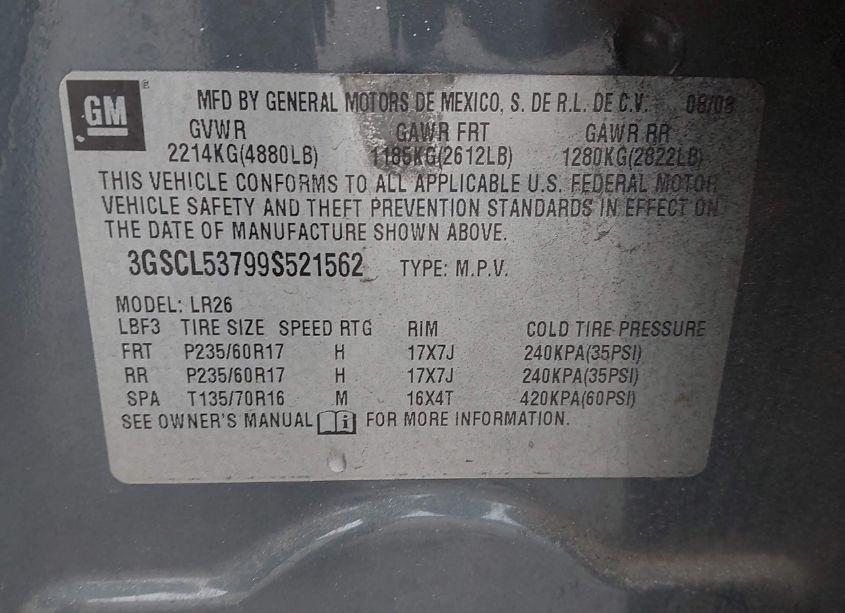 GM
MFD BY GENERAL MOTORS DE MEXICO, S. DE R.L. DE C.V. 08/08
GVWR GAWR FRT GAWR RR
2214KG(4880LB) 1185KG(2612LB) 1280KG(2822LB)
THIS VEHICLE CONFORMS TO ALL APPLICABLE U.S. FEDERAL MOTOR
VEHICLE SAFETY AND THEFT PREVENTION STANDARDS IN EFFECT ON
THE DATE OF MANUFACTURE SHOWN ABOVE.
3GSCL53799S521562 TYPE: M.P.V.
MODEL: LR26
LBF3 TIRE SIZE SPEED RTG RIM COLD TIRE PRESSURE
FRT P235/60R17 H 17X7J 240KPA(35PSI)
RR P235/60R17 H 17X7J 240KPA(35PSI)
SPA T135/70R16 M 16X4T 420KPA(60PSI)
SEE OWNER'S MANUAL i FOR MORE INFORMATION.